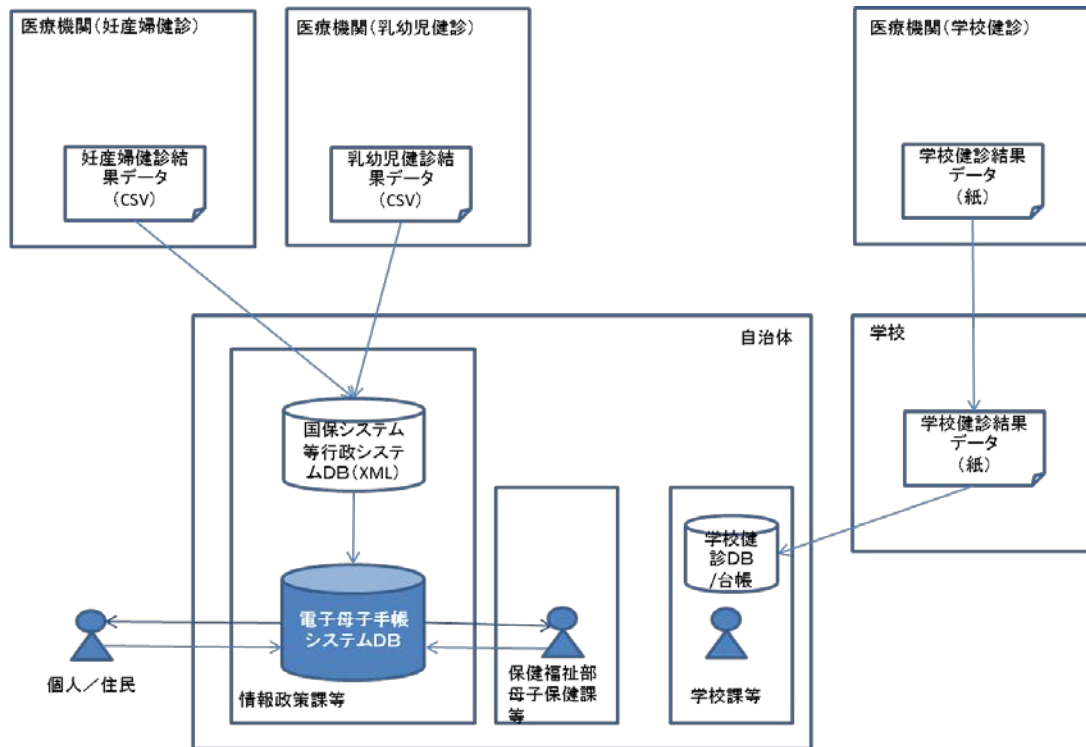 医療機関(妊産婦健診)
医療機関(乳幼児健診)
医療機関(学校健診)
妊産婦健診結
果データ
(CSV)
乳幼児健診結
果データ
(CSV)
学校健診結果
データ
(紙)
自治体
学校
国保システム
等行政システ
ムDB(XML)
学校健診結果
データ
(紙)
学校健
診DB
/台帳
電子母子手帳
システムDB
個人/住民
情報政策課等
保健福祉部
母子保健課
等
学校課等